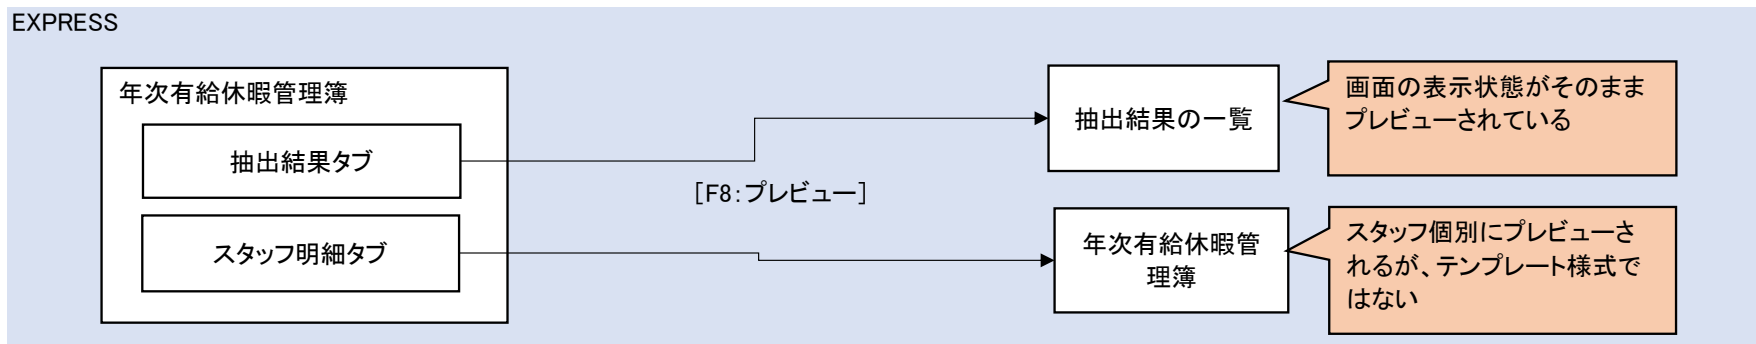 EXPRESS
年次有給休暇管理簿
抽出結果タブ
スタッフ明細タブ
[F8:プレビュー]
抽出結果の一覧
画面の表示状態がそのまま
プレビューされている
年次有給休暇管
理簿
スタッフ個別にプレビューさ
れるが、テンプレート様式で
はない